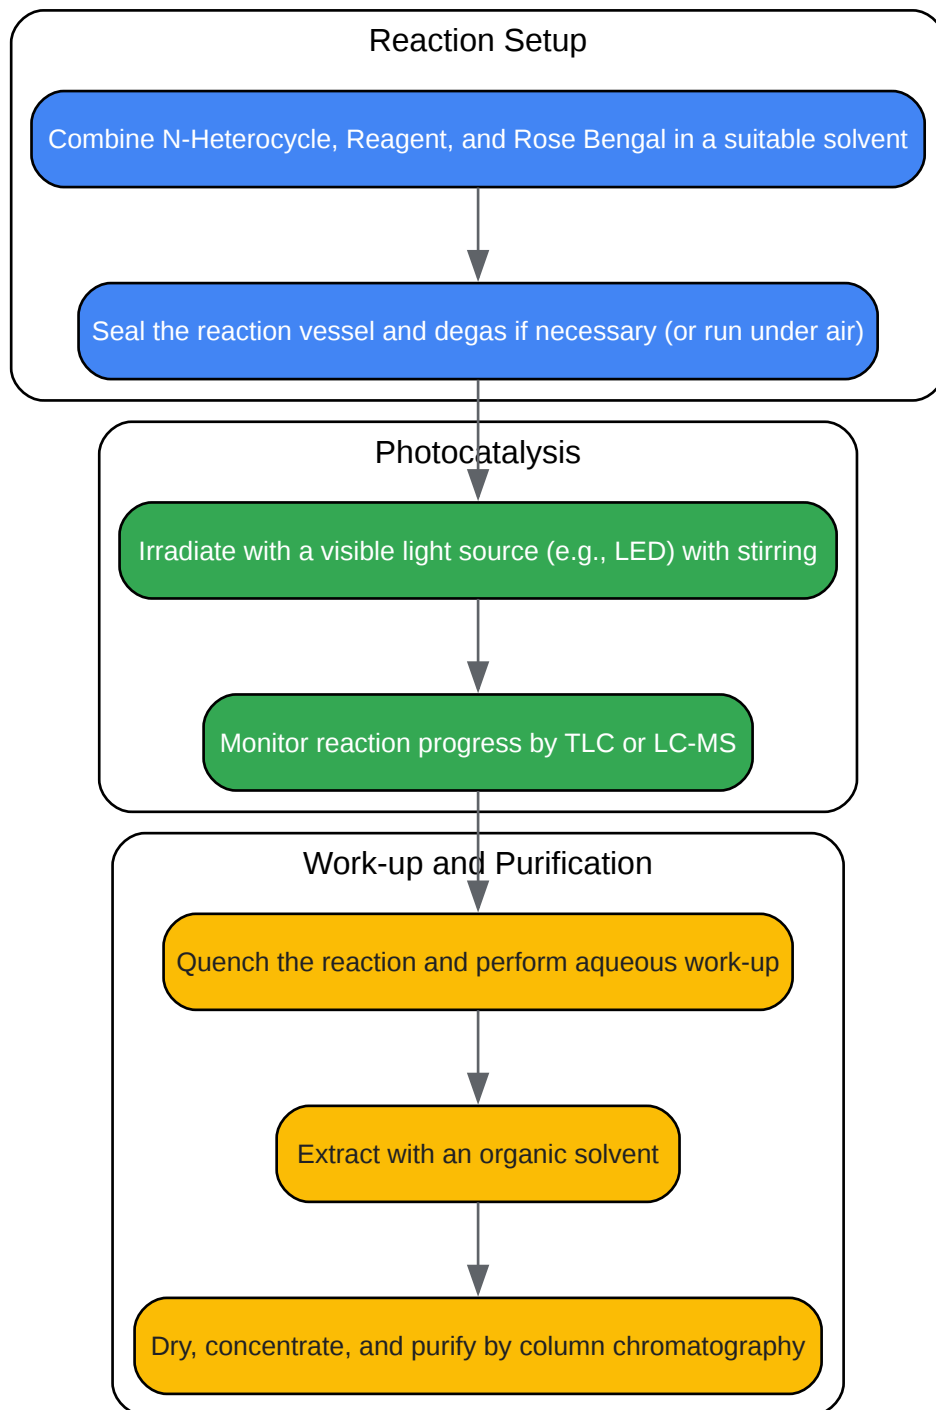 Reaction Setup
Combine N-Heterocycle, Reagent, and Rose Bengal in a suitable solvent
Seal the reaction vessel and degas if necessary (or run under air)
Photocatalysis
Irradiate with a visible light source (e.g., LED) with stirring
Monitor reaction progress by TLC or LC-MS
Work-up and Purification
Quench the reaction and perform aqueous work-up
Extract with an organic solvent
Dry, concentrate, and purify by column chromatography